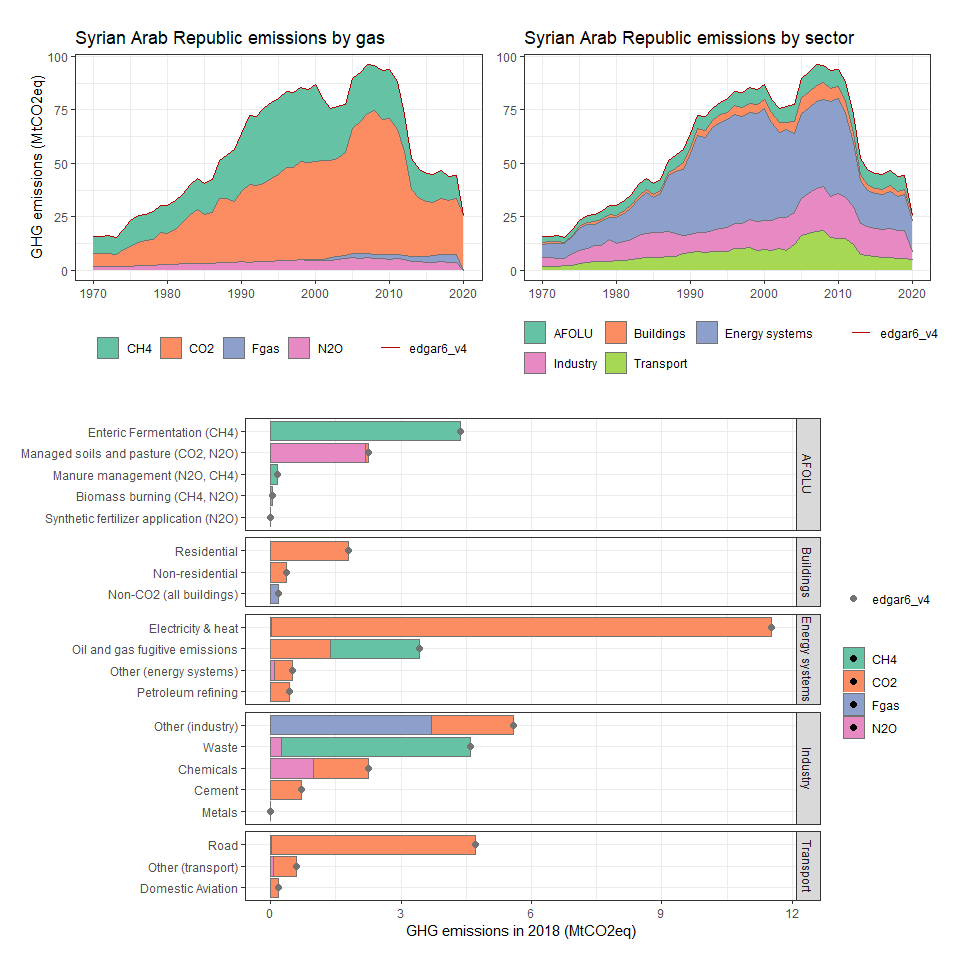 Syrian Arab Republic emissions by gas
GHG emissions (MtCO2eq)
100
75
50
25
0
1970
1980
1990
2000
2010
2020
CH4
CO2
Fgas
N2O
edgar6_v4
Syrian Arab Republic emissions by sector
100
75
50
25
0
1970
1980
1990
2000
2010
2020
AFOLU
Buildings
Energy systems
edgar6_v4
Industry
Transport
Enteric Fermentation (CH4)
Managed soils and pasture (CO2, N2O)
Manure management (N2O, CH4)
Biomass burning (CH4, N2O)
Synthetic fertilizer application (N2O)
AFOLU
Residential
Non-residential
Non-CO2 (all buildings)
Buildings
Electricity & heat
Oil and gas fugitive emissions
Other (energy systems)
Petroleum refining
Energy systems
Other (industry)
Waste
Chemicals
Cement
Metals
Industry
Road
Other (transport)
Domestic Aviation
Transport
0
3
6
9
12
GHG emissions in 2018 (MtCO2eq)
edgar6_v4
CH4
CO2
Fgas
N2O